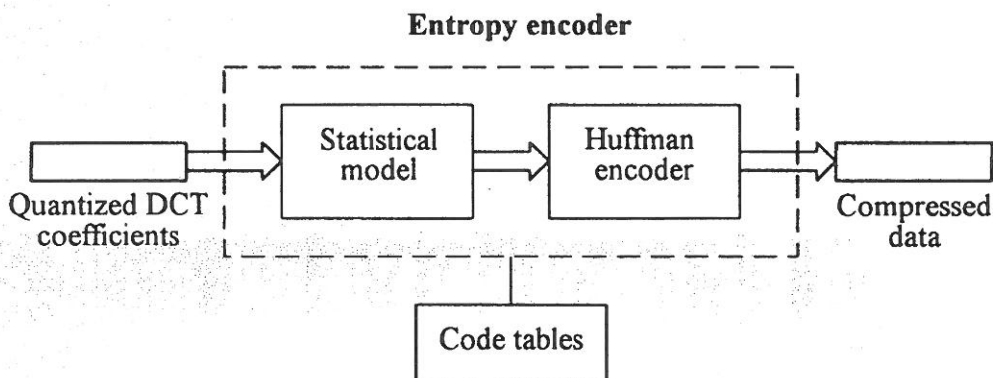 Entropy encoder
Statistical
model
Huffman
encoder
Quantized DCT
coefficients
Compressed
data
Code tables